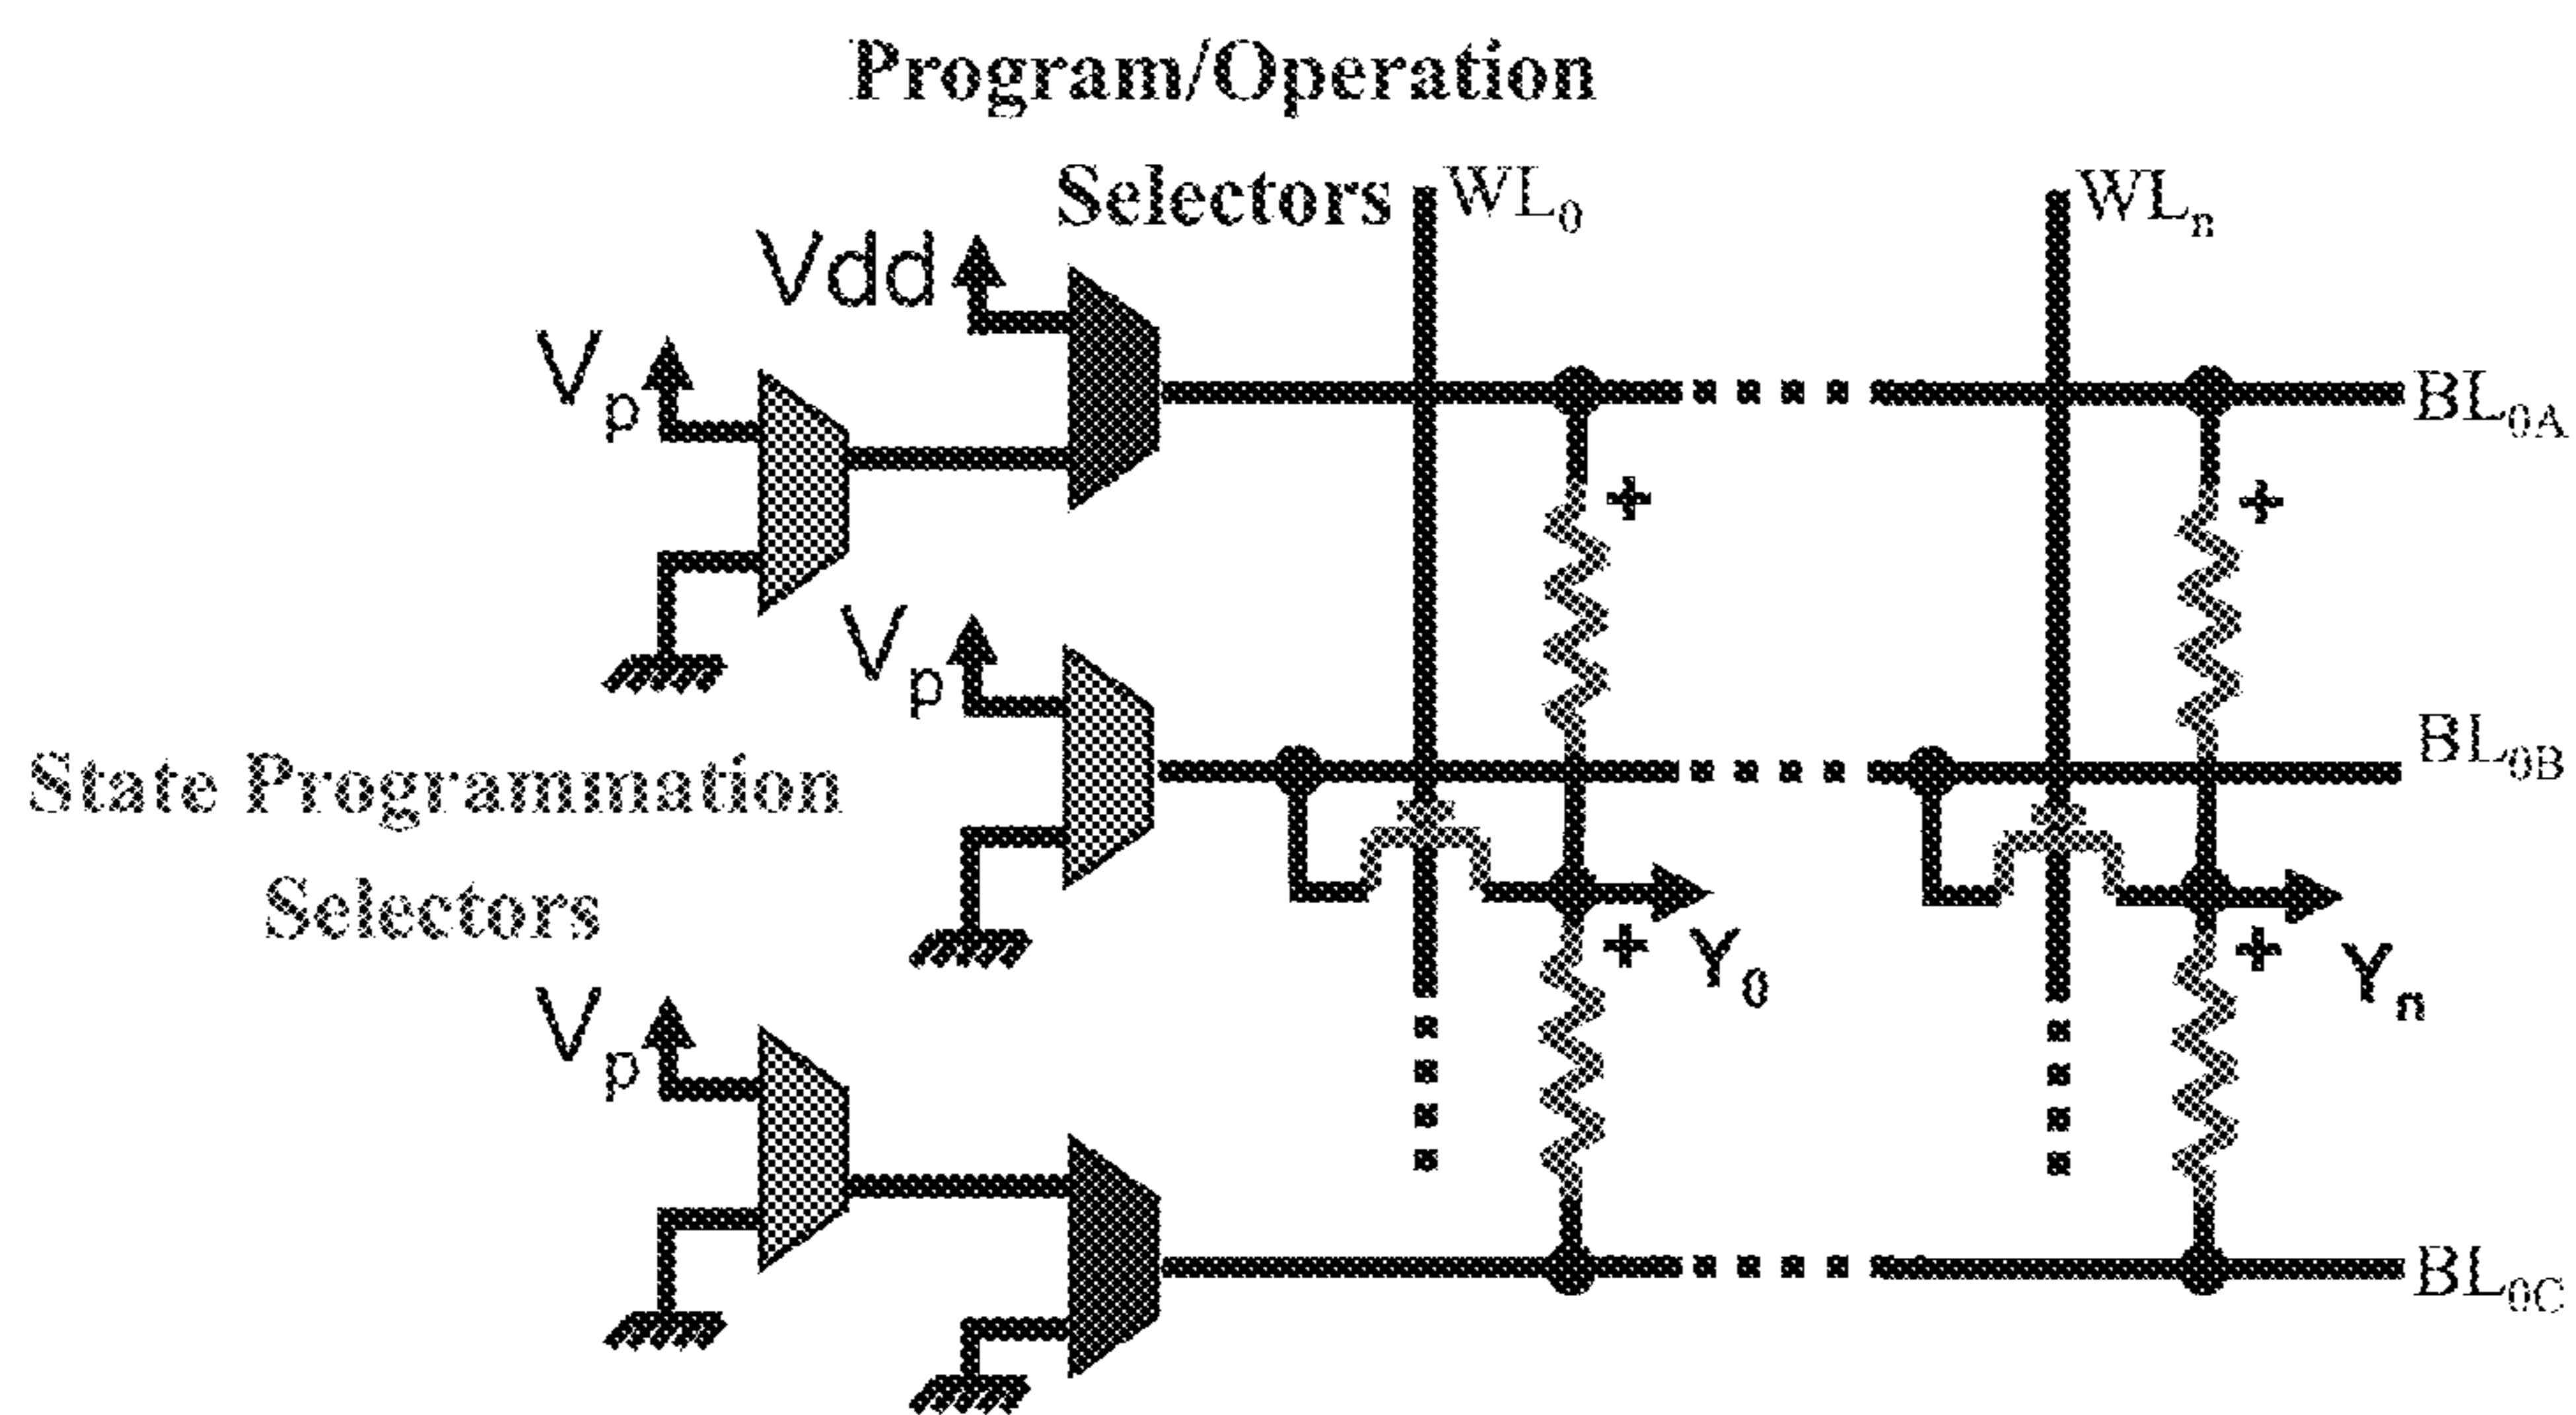 Program/Operation
Selectors
WL0
WLn
Vdd
Vp
BL0A
+
+
Vp
BL0B
State Programmation
Selectors
+
Y0
+
Yn
Vp
BL0C